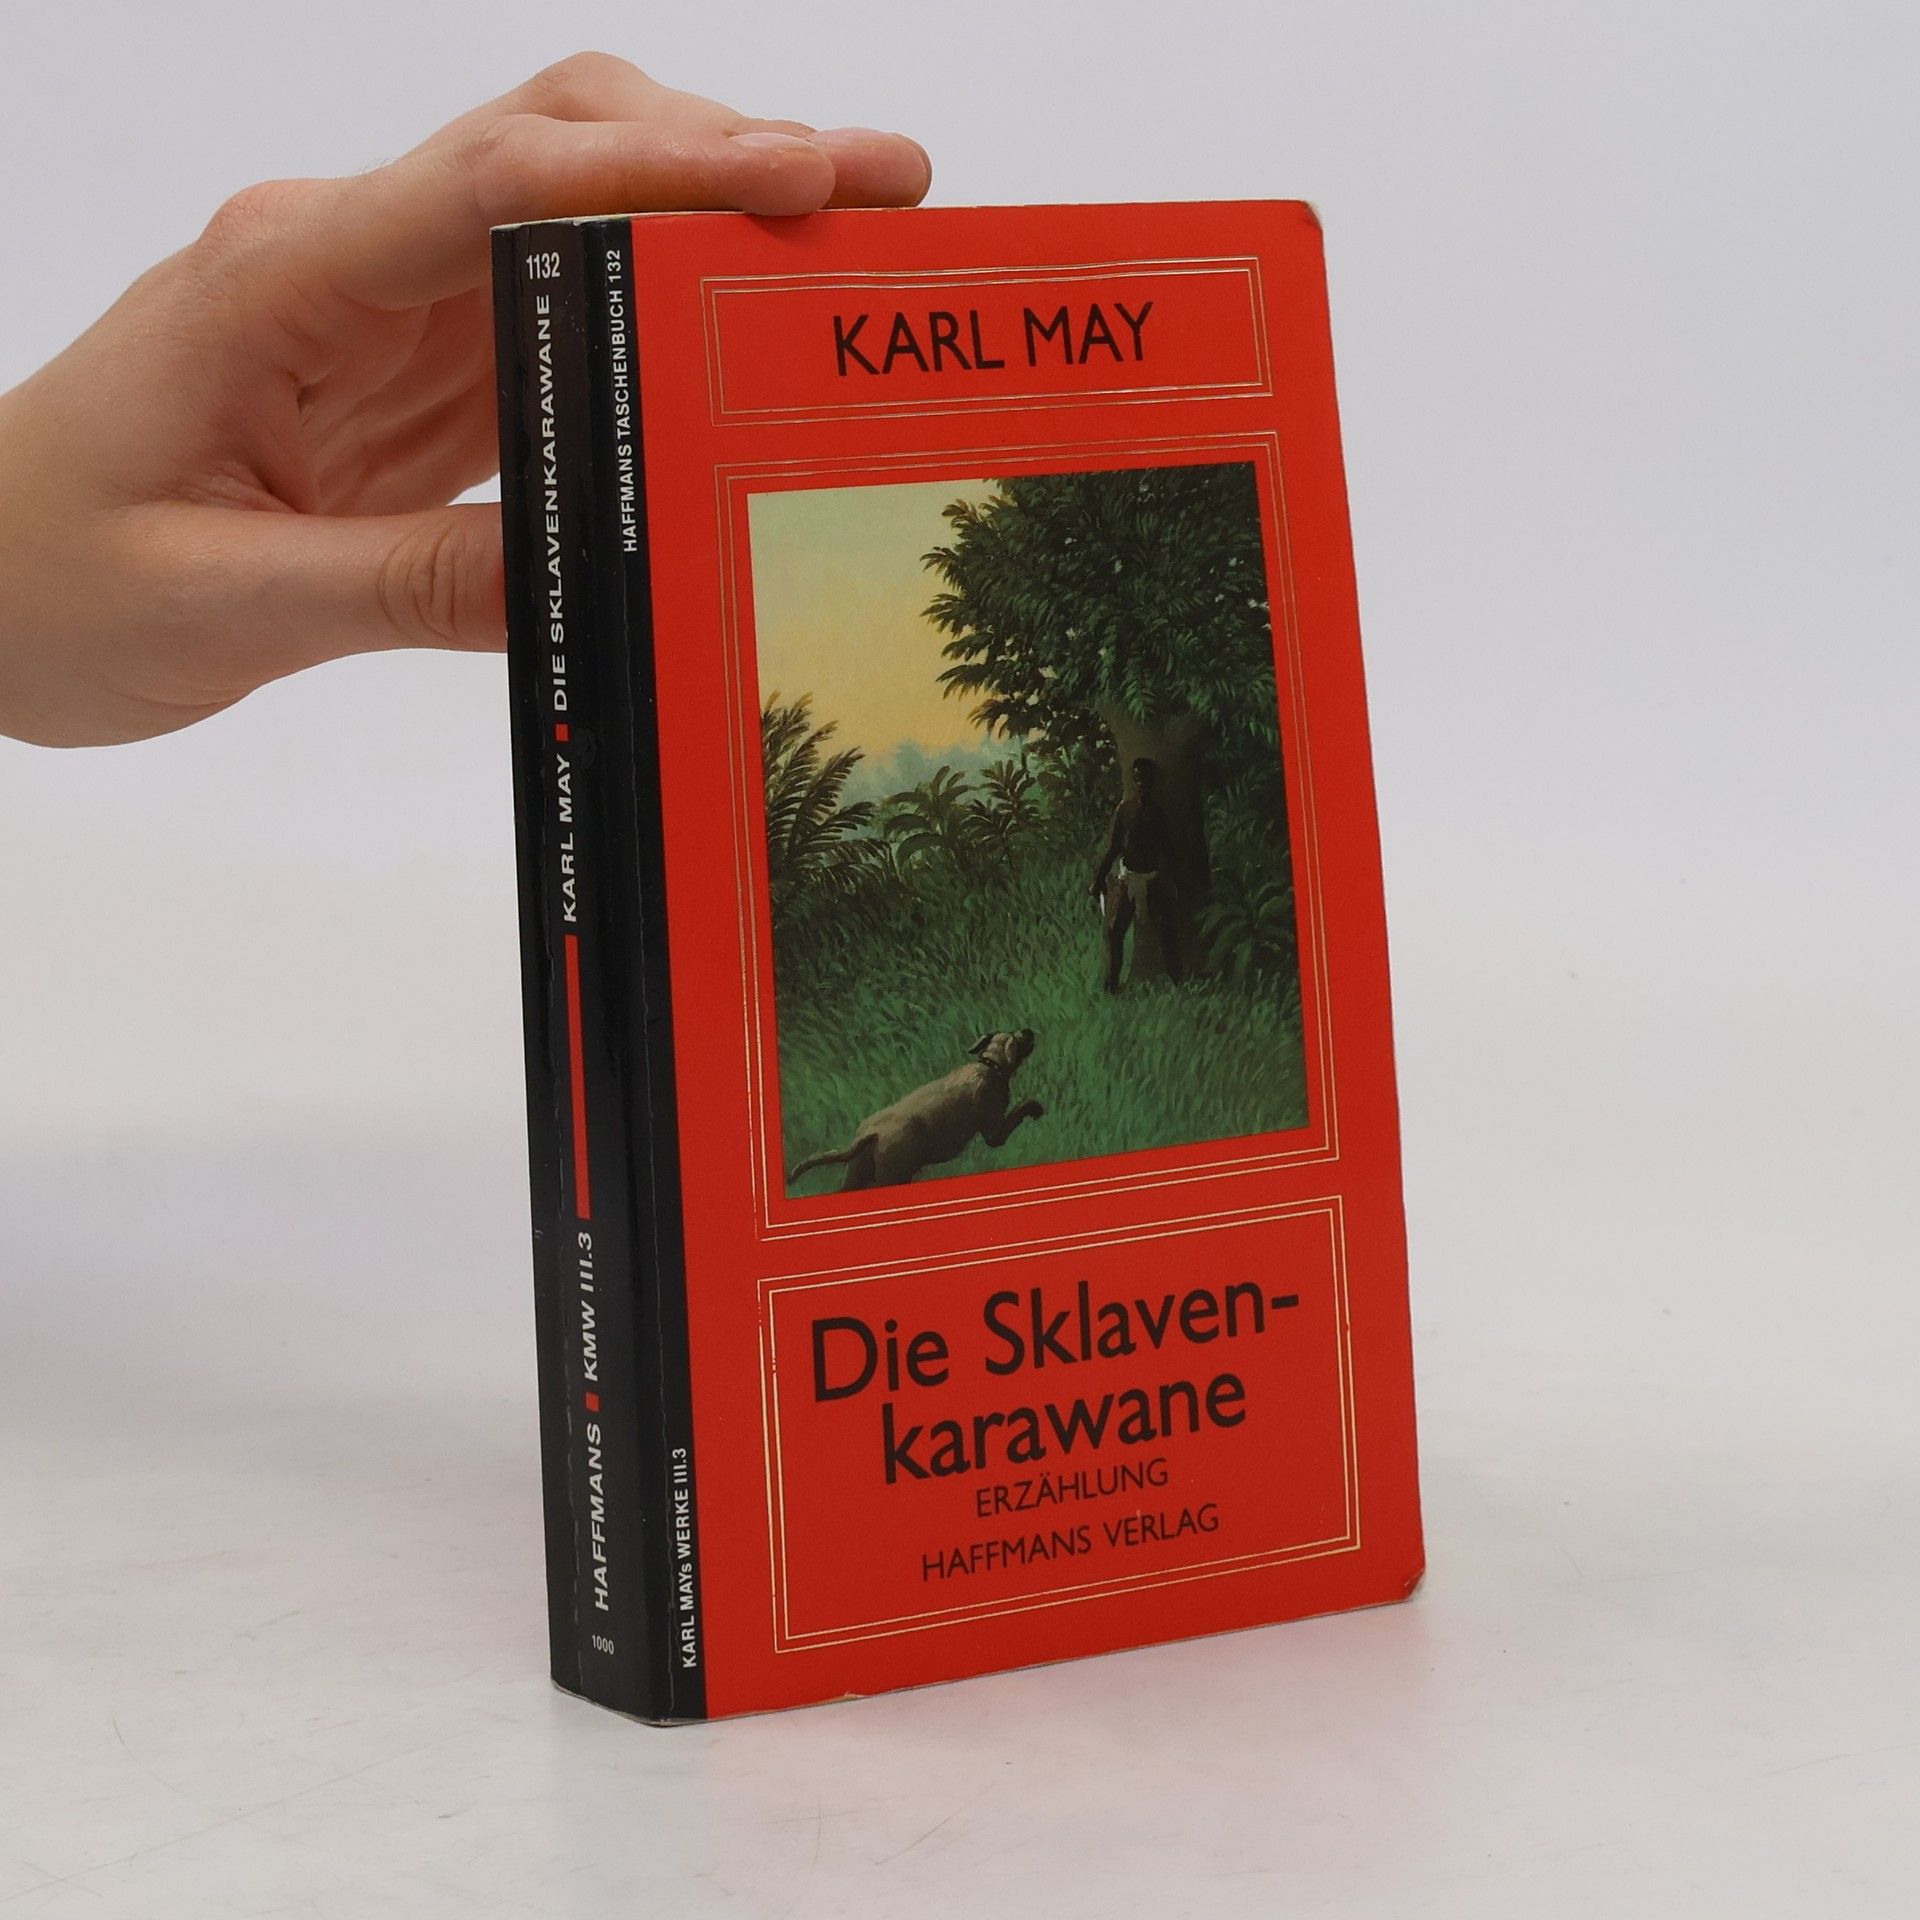 1132
DIE SKLAVENKARAWANE
KARL MAY
KMW III.3
HAFFMANS
1000
HAFFMANS TASCHENBUCH 132
KARL MAYs WERKE III.3
KARL MAY
Die Sklaven-
karawane
ERZÄHLUNG
HAFFMANS VERLAG